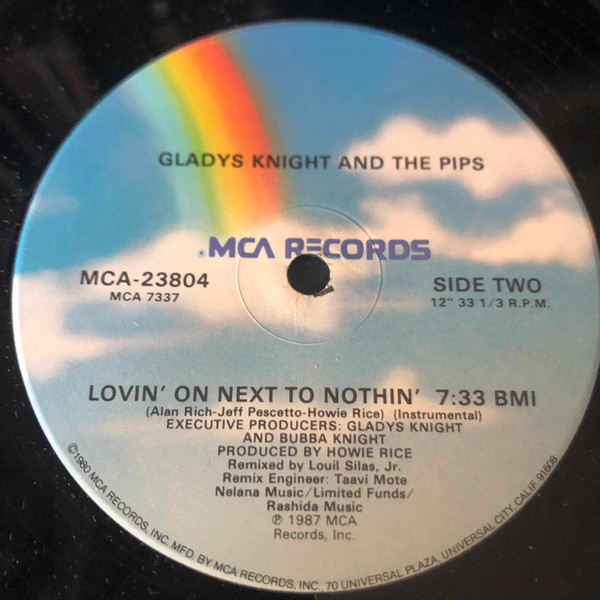 GLADYS KNIGHT AND THE PIPS
MCA RECORDS
MCA-23804
MCA 7337
SIDE TWO
12" 33 1/3 R.P.M.
LOVIN' ON NEXT TO NOTHIN' 7:33 BMI
(Alan Rich-Jeff Pescetto-Howie Rice) (Instrumental)
EXECUTIVE PRODUCERS: GLADYS KNIGHT
AND BUBBA KNIGHT
PRODUCED BY HOWIE RICE
Remixed by Louil Silas, Jr.
Remix Engineer: Taavi Mote
Nelana Music/Limited Funds/
Rashida Music
℗ 1987 MCA
Records, Inc.
©1980 MCA RECORDS, INC. MFD. BY MCA RECORDS, INC., 70 UNIVERSAL PLAZA, UNIVERSAL CITY, CALIF. 91608